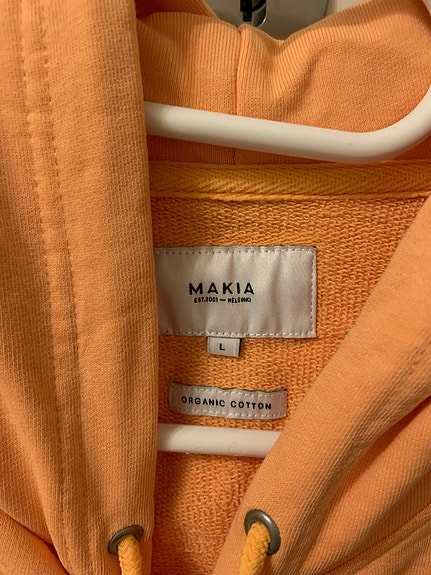 MAKIA
EST.2001 — HELSINKI
L
ORGANIC COTTON